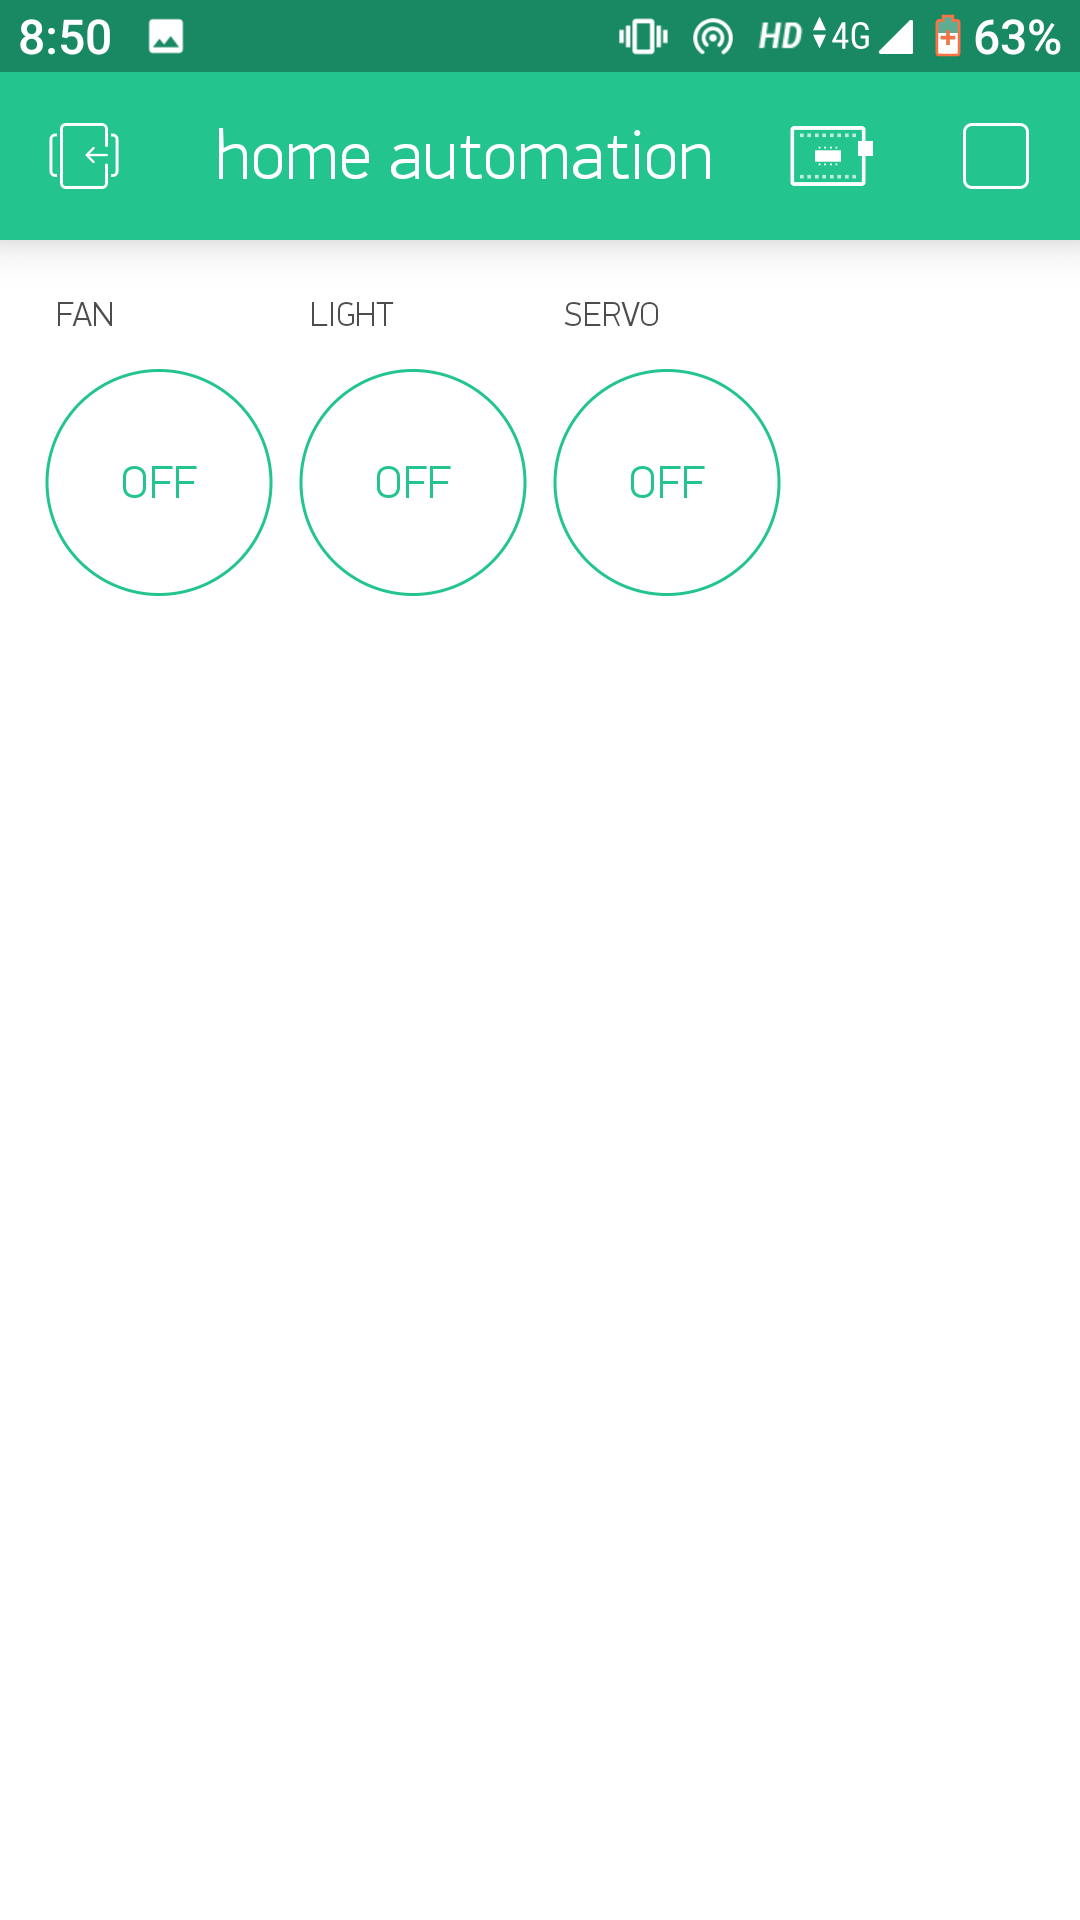 8:50 HD 4G 63%
home automation
FAN LIGHT SERVO
OFF OFF OFF